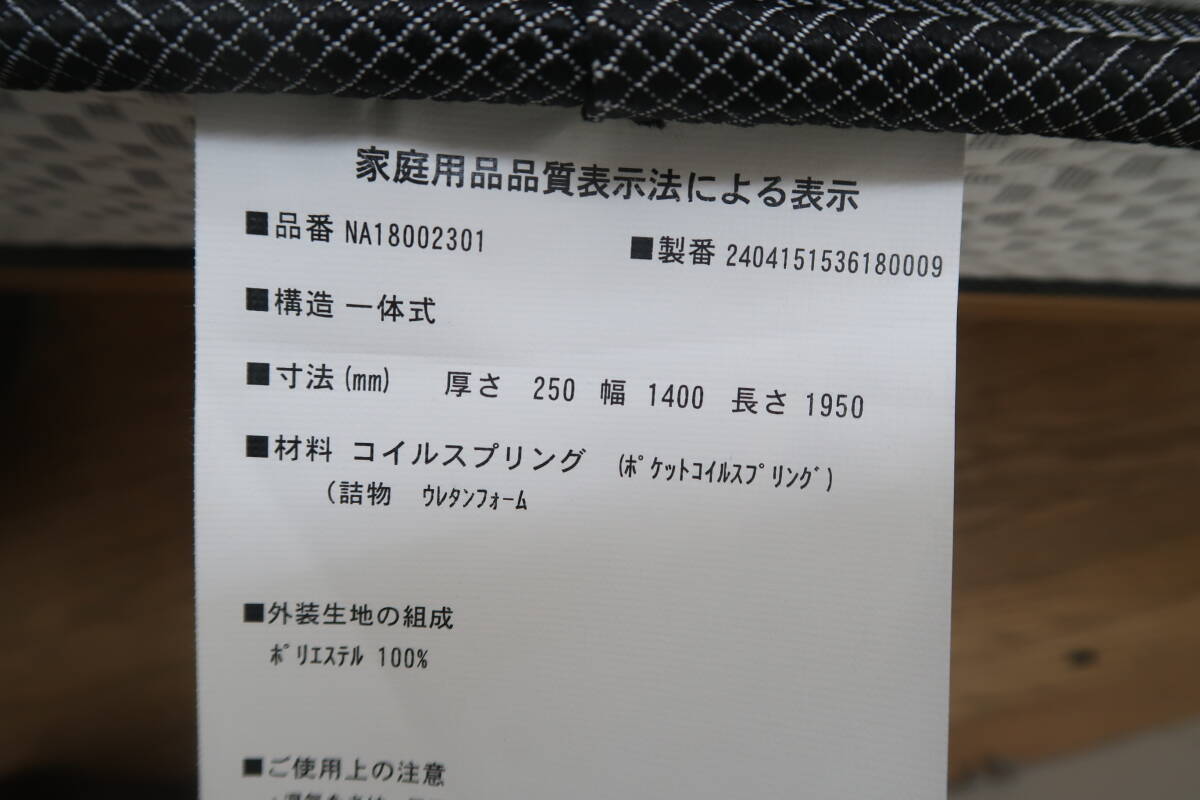 家庭用品品質表示法による表示
■品番 NA18002301 ■製番 2404151536180009
■構造 一体式
■寸法(mm) 厚さ 250 幅 1400 長さ 1950
■材料 コイルスプリング (ﾎﾟｹｯﾄｺｲﾙｽﾌﾟﾘﾝｸﾞ)
(詰物 ｳﾚﾀﾝﾌｫｰﾑ
■外装生地の組成
ﾎﾟﾘｴｽﾃﾙ 100%
■ご使用上の注意